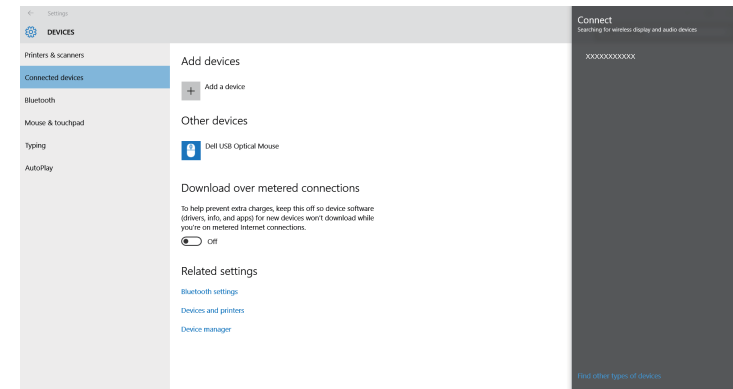 Settings
DEVICES
Printers & scanners
Connected devices
Bluetooth
Mouse & touchpad
Typing
AutoPlay
Add devices
Add a device
Other devices
Dell USB Optical Mouse
Download over metered connections
To help prevent extra charges, keep this off so device software
(drivers, info, and apps) for new devices won't download while
you're on metered Internet connections.
Off
Related settings
Bluetooth settings
Devices and printers
Device manager
Connect
Searching for wireless display and audio devices
XXXXXXXXXXX
Find other types of devices